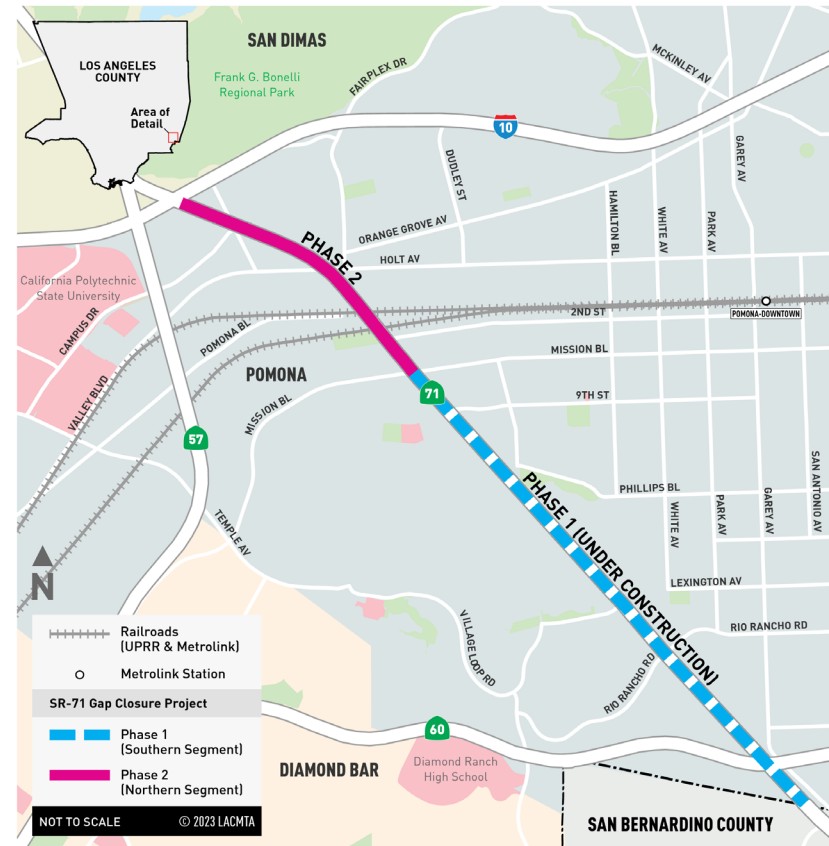 SAN DIMAS
LOS ANGELES
COUNTY
Frank G. Bonelli
Regional Park
Area of
Detail
FAIRPLEX DR
MCKINLEY AV
10
GAREY AV
DUDLEY ST
HAMILTON BL
WHITE AV
PARK AV
ORANGE GROVE AV
PHASE 2
HOLT AV
California Polytechnic
State University
CAMPUS DR
POMONA BL
2ND ST
POMONA-DOWNTOWN
MISSION BL
POMONA
VALLEY BLVD
MISSION BL
71
9TH ST
57
PHASE 1 (UNDER CONSTRUCTION)
PHILLIPS BL
SAN ANTONIO AV
WHITE AV
PARK AV
GAREY AV
TEMPLE AV
N
LEXINGTON AV
VILLAGE LOOP RD
RIO RANCHO RD
RIO RANCHO RD
Railroads
(UPRR & Metrolink)
Metrolink Station
SR-71 Gap Closure Project
Phase 1
(Southern Segment)
Phase 2
(Northern Segment)
NOT TO SCALE © 2023 LACMTA
60
DIAMOND BAR
Diamond Ranch
High School
SAN BERNARDINO COUNTY